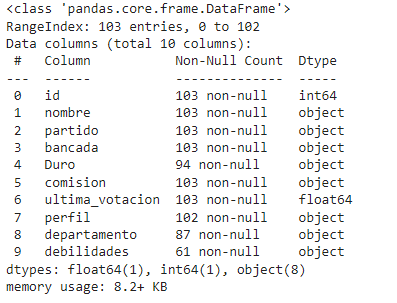 <class 'pandas.core.frame.DataFrame'>
RangeIndex: 103 entries, 0 to 102
Data columns (total 10 columns):
 #   Column          Non-Null Count  Dtype
---  ------          --------------  -----
 0   id              103 non-null    int64
 1   nombre          103 non-null    object
 2   partido         103 non-null    object
 3   bancada         103 non-null    object
 4   Duro            94 non-null     object
 5   comision        103 non-null    object
 6   ultima_votacion 103 non-null    float64
 7   perfil          102 non-null    object
 8   departamento    87 non-null     object
 9   debilidades     61 non-null     object
dtypes: float64(1), int64(1), object(8)
memory usage: 8.2+ KB